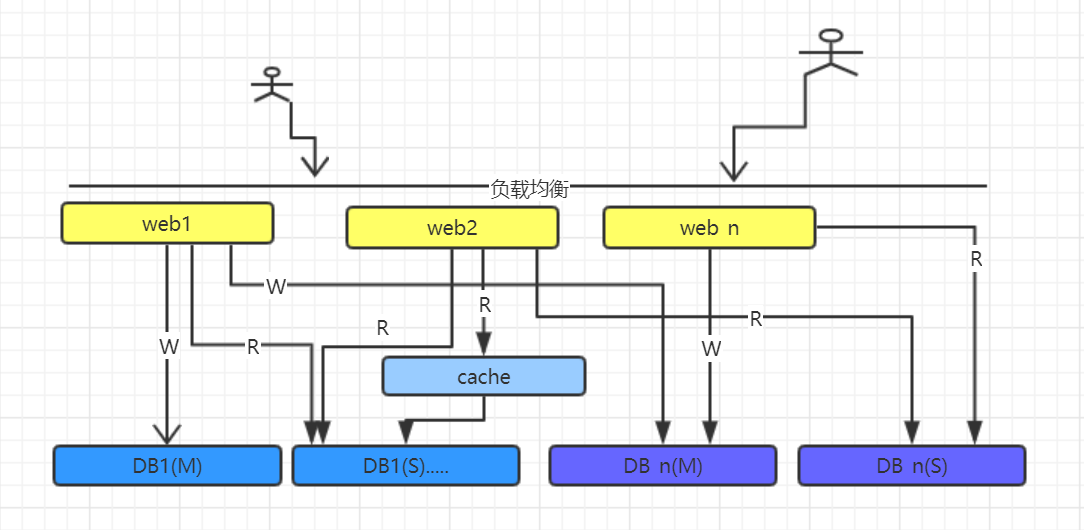 负载均衡
web1
web2
web n
R
W
R
R
R
W
W
R
cache
DB1(M)
DB1(S).....
DB n(M)
DB n(S)